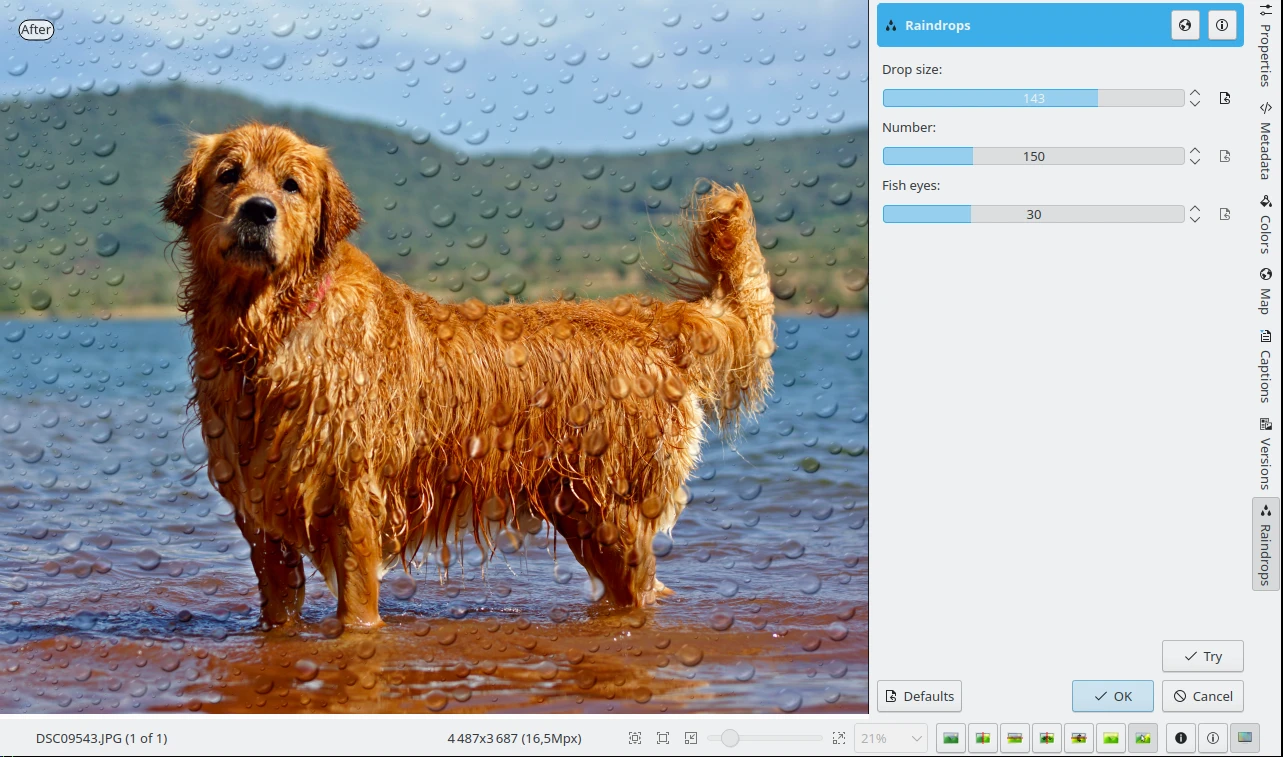 After
Raindrops
Drop size:
143
Number:
150
Fish eyes:
30
Properties
Metadata
Colors
Map
Captions
Versions
Raindrops
Try
Defaults
OK
Cancel
DSC09543.JPG (1 of 1)
4 487x3 687 (16,5Mpx)
21%